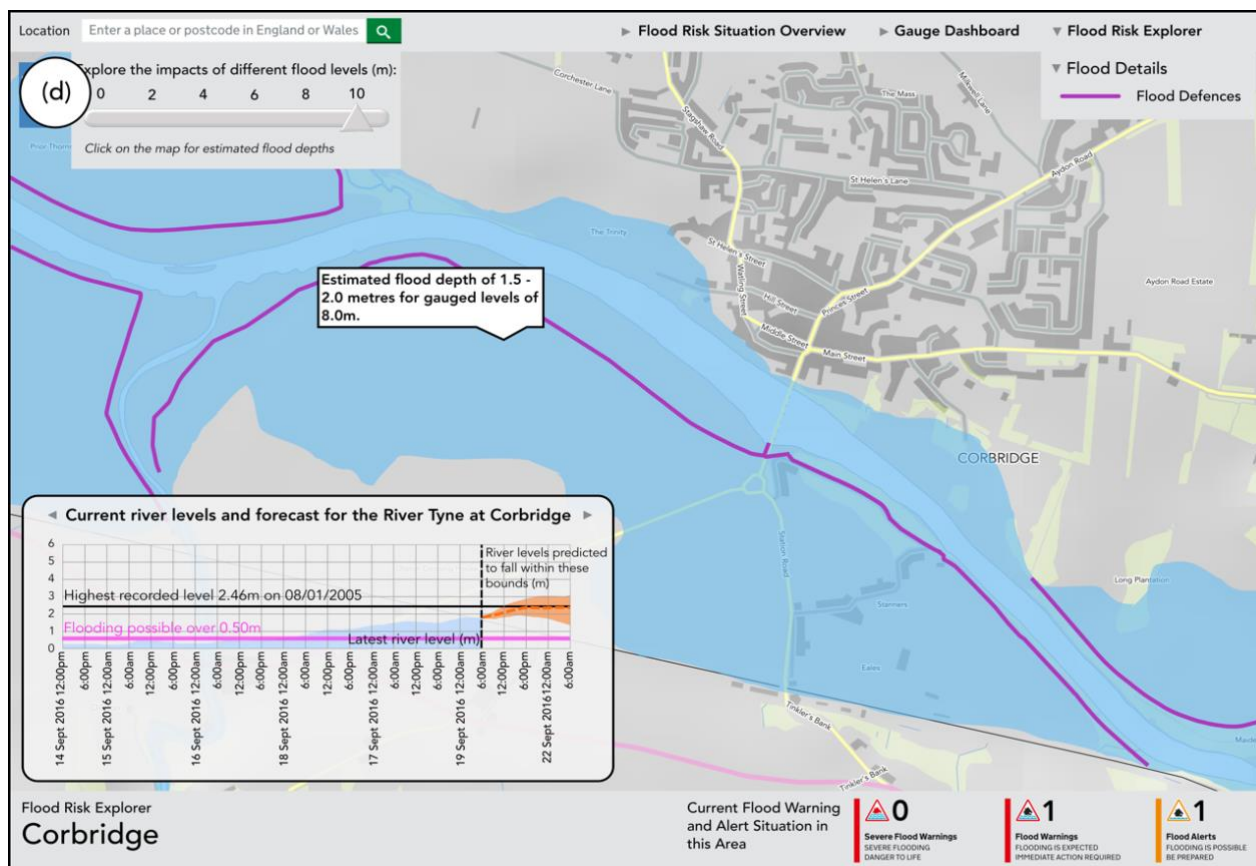 Location
Enter a place or postcode in England or Wales
▶ Flood Risk Situation Overview
▶ Gauge Dashboard
▼ Flood Risk Explorer
▼ Flood Details
Flood Defences
(d)
Explore the impacts of different flood levels (m):
0 2 4 6 8 10
Click on the map for estimated flood depths
Prior Thorns
Corchester Lane
Stagshaw Road
The Mass
Milkwell Lane
Aydon Road
St Helen's Lane
The Trinity
St Helen's Street
Watling Street
Hill Street
Princes Street
Middle Street
Main Street
Aydon Road Estate
Estimated flood depth of 1.5 -
2.0 metres for gauged levels of
8.0m.
CORBRIDGE
Station Road
Stanners
Long Plantation
Eales
Tinkler's Bank
Tinkler's Bank
◀ Current river levels and forecast for the River Tyne at Corbridge ▶
6
5
4
3
2
1
0
River levels predicted
to fall within these
bounds (m)
Highest recorded level 2.46m on 08/01/2005
Flooding possible over 0.50m
Latest river level (m)
14 Sept 2016 12:00pm
6:00am
12:00pm
6:00pm
15 Sept 2016 12:00am
6:00am
12:00pm
6:00pm
16 Sept 2016 12:00am
6:00am
12:00pm
6:00pm
18 Sept 2016 12:00am
6:00am
12:00pm
6:00pm
17 Sept 2016 12:00am
6:00am
12:00pm
6:00pm
19 Sept 2016 12:00am
6:00am
12:00pm
6:00pm
22 Sept 2016 12:00am
6:00am
Flood Risk Explorer
Corbridge
Current Flood Warning
and Alert Situation in
this Area
0
Severe Flood Warnings
SEVERE FLOODING
DANGER TO LIFE
1
Flood Warnings
FLOODING IS EXPECTED
IMMEDIATE ACTION REQUIRED
1
Flood Alerts
FLOODING IS POSSIBLE
BE PREPARED